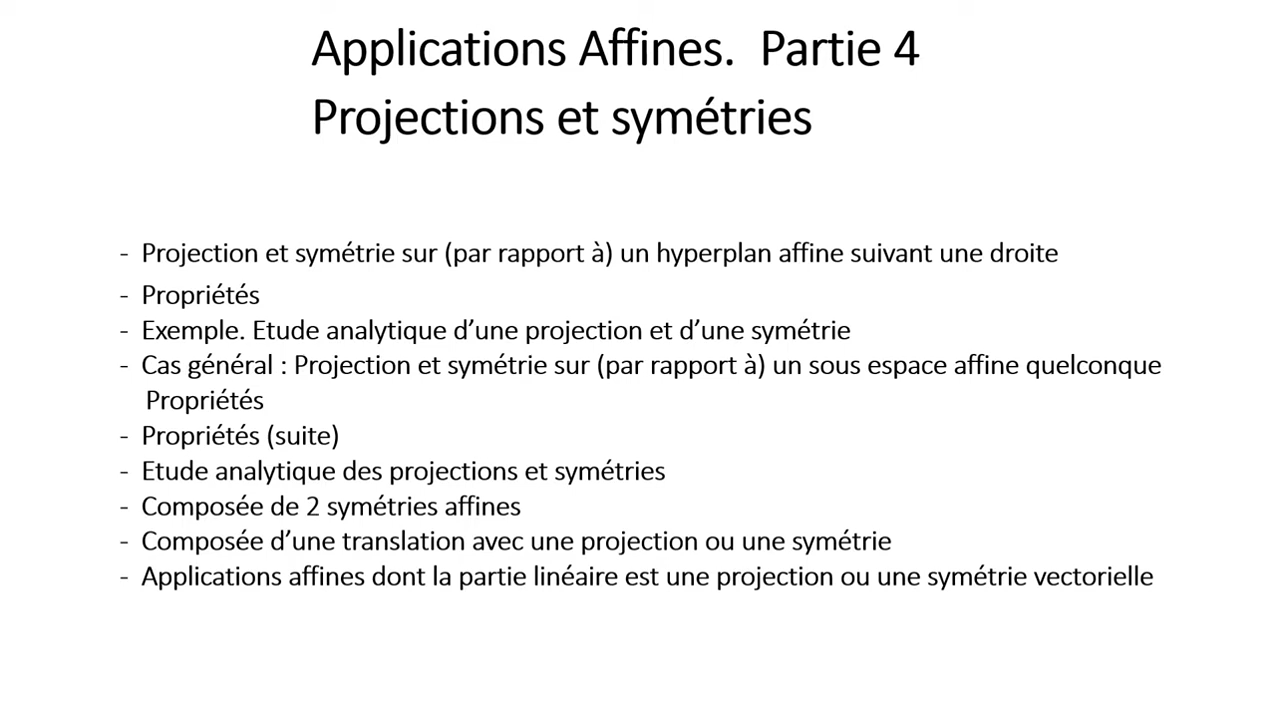 Applications Affines. Partie 4
Projections et symétries
- Projection et symétrie sur (par rapport à) un hyperplan affine suivant une droite
- Propriétés
- Exemple. Etude analytique d’une projection et d’une symétrie
- Cas général : Projection et symétrie sur (par rapport à) un sous espace affine quelconque
Propriétés
- Propriétés (suite)
- Etude analytique des projections et symétries
- Composée de 2 symétries affines
- Composée d’une translation avec une projection ou une symétrie
- Applications affines dont la partie linéaire est une projection ou une symétrie vectorielle